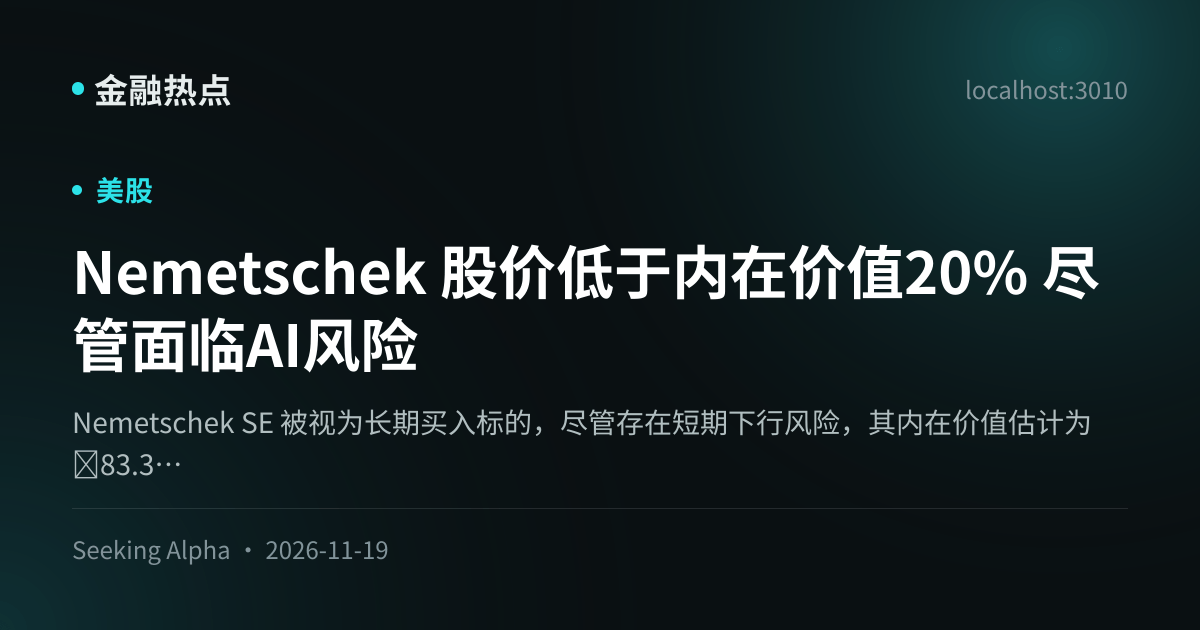 金融热点
localhost:3010
美股
Nemetschek 股价低于内在价值20% 尽
管面临AI风险
Nemetschek SE 被视为长期买入标的，尽管存在短期下行风险，其内在价值估计为
83.3…
Seeking Alpha · 2026-11-19